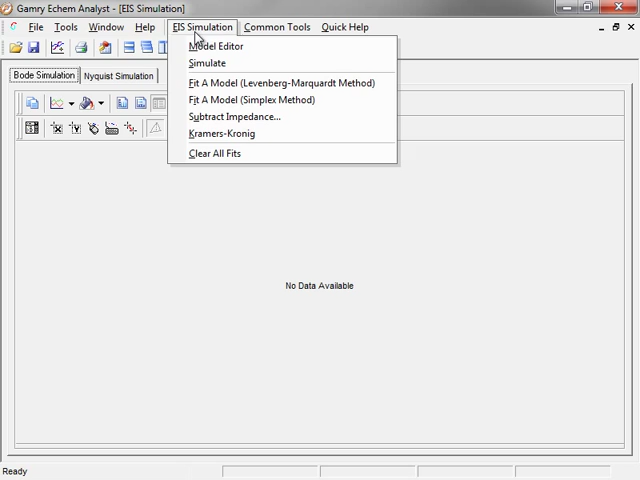 Gamry Echem Analyst - [EIS Simulation]
File Tools Window Help EIS Simulation Common Tools Quick Help
Model Editor
Simulate
Fit A Model (Levenberg-Marquardt Method)
Fit A Model (Simplex Method)
Subtract Impedance...
Kramers-Kronig
Clear All Fits
Bode Simulation Nyquist Simulation
No Data Available
Ready